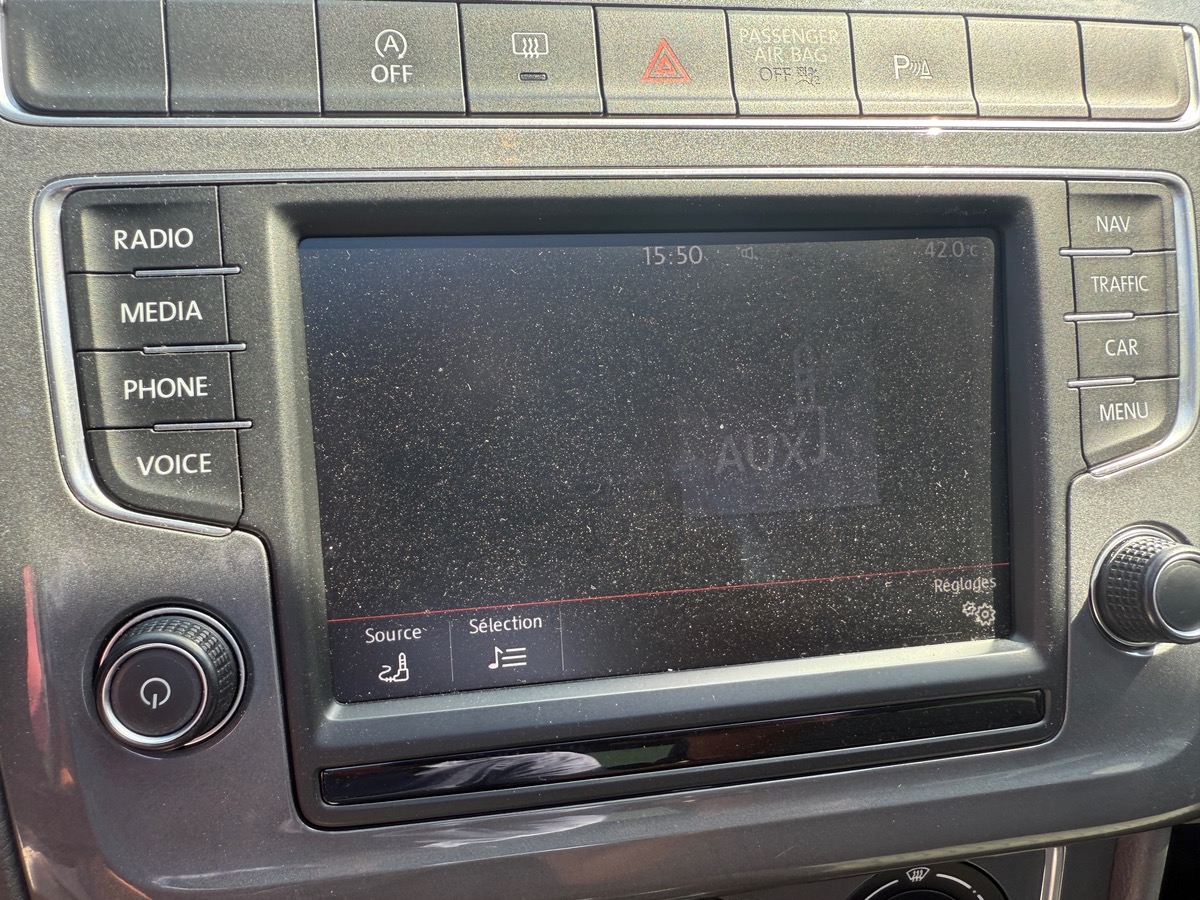 A
OFF
PASSENGER
AIR BAG
OFF
P
RADIO
MEDIA
PHONE
VOICE
15:50
42.0°C
AUX
Source
Sélection
Réglages
NAV
TRAFFIC
CAR
MENU